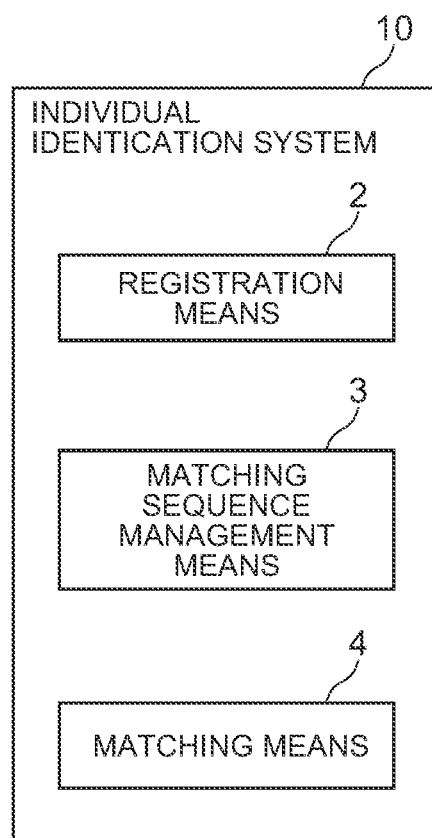 10
INDIVIDUAL
IDENTICATION SYSTEM
2
REGISTRATION
MEANS
3
MATCHING
SEQUENCE
MANAGEMENT
MEANS
4
MATCHING MEANS